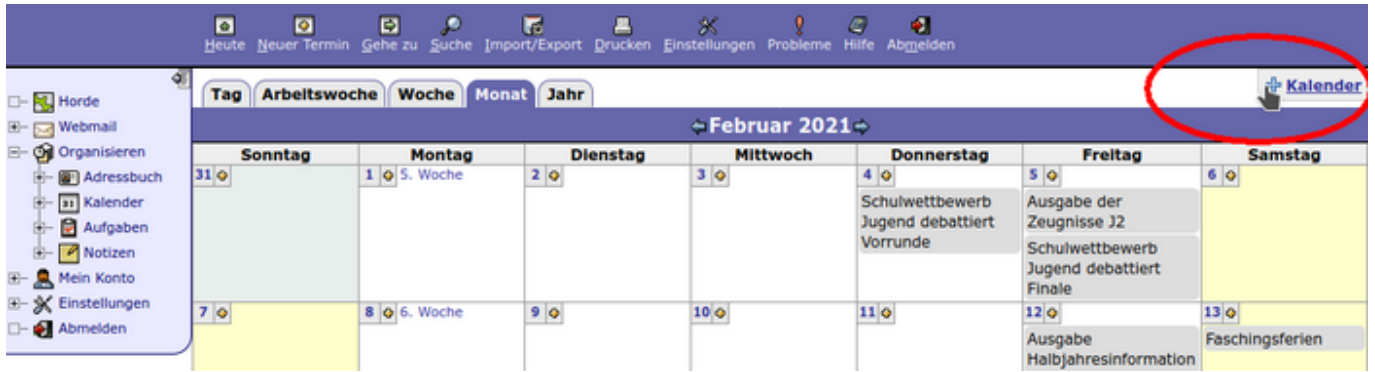 Heute Neuer Termin Gehe zu Suche Import/Export Drucken Einstellungen Probleme Hilfe Abmelden
Horde
Webmail
Organisieren
Adressbuch
31 Kalender
Aufgaben
Notizen
Mein Konto
Einstellungen
Abmelden
Tag Arbeitswoche Woche Monat Jahr
Kalender
Februar 2021
Sonntag Montag Dienstag Mittwoch Donnerstag Freitag Samstag
31 1 5. Woche 2 3 4 5 6
Schulwettbewerb
Jugend debattiert
Vorrunde
Ausgabe der
Zeugnisse J2
Schulwettbewerb
Jugend debattiert
Finale
7 8 6. Woche 9 10 11 12 13
Ausgabe
Halbjahresinformation
Faschingsferien